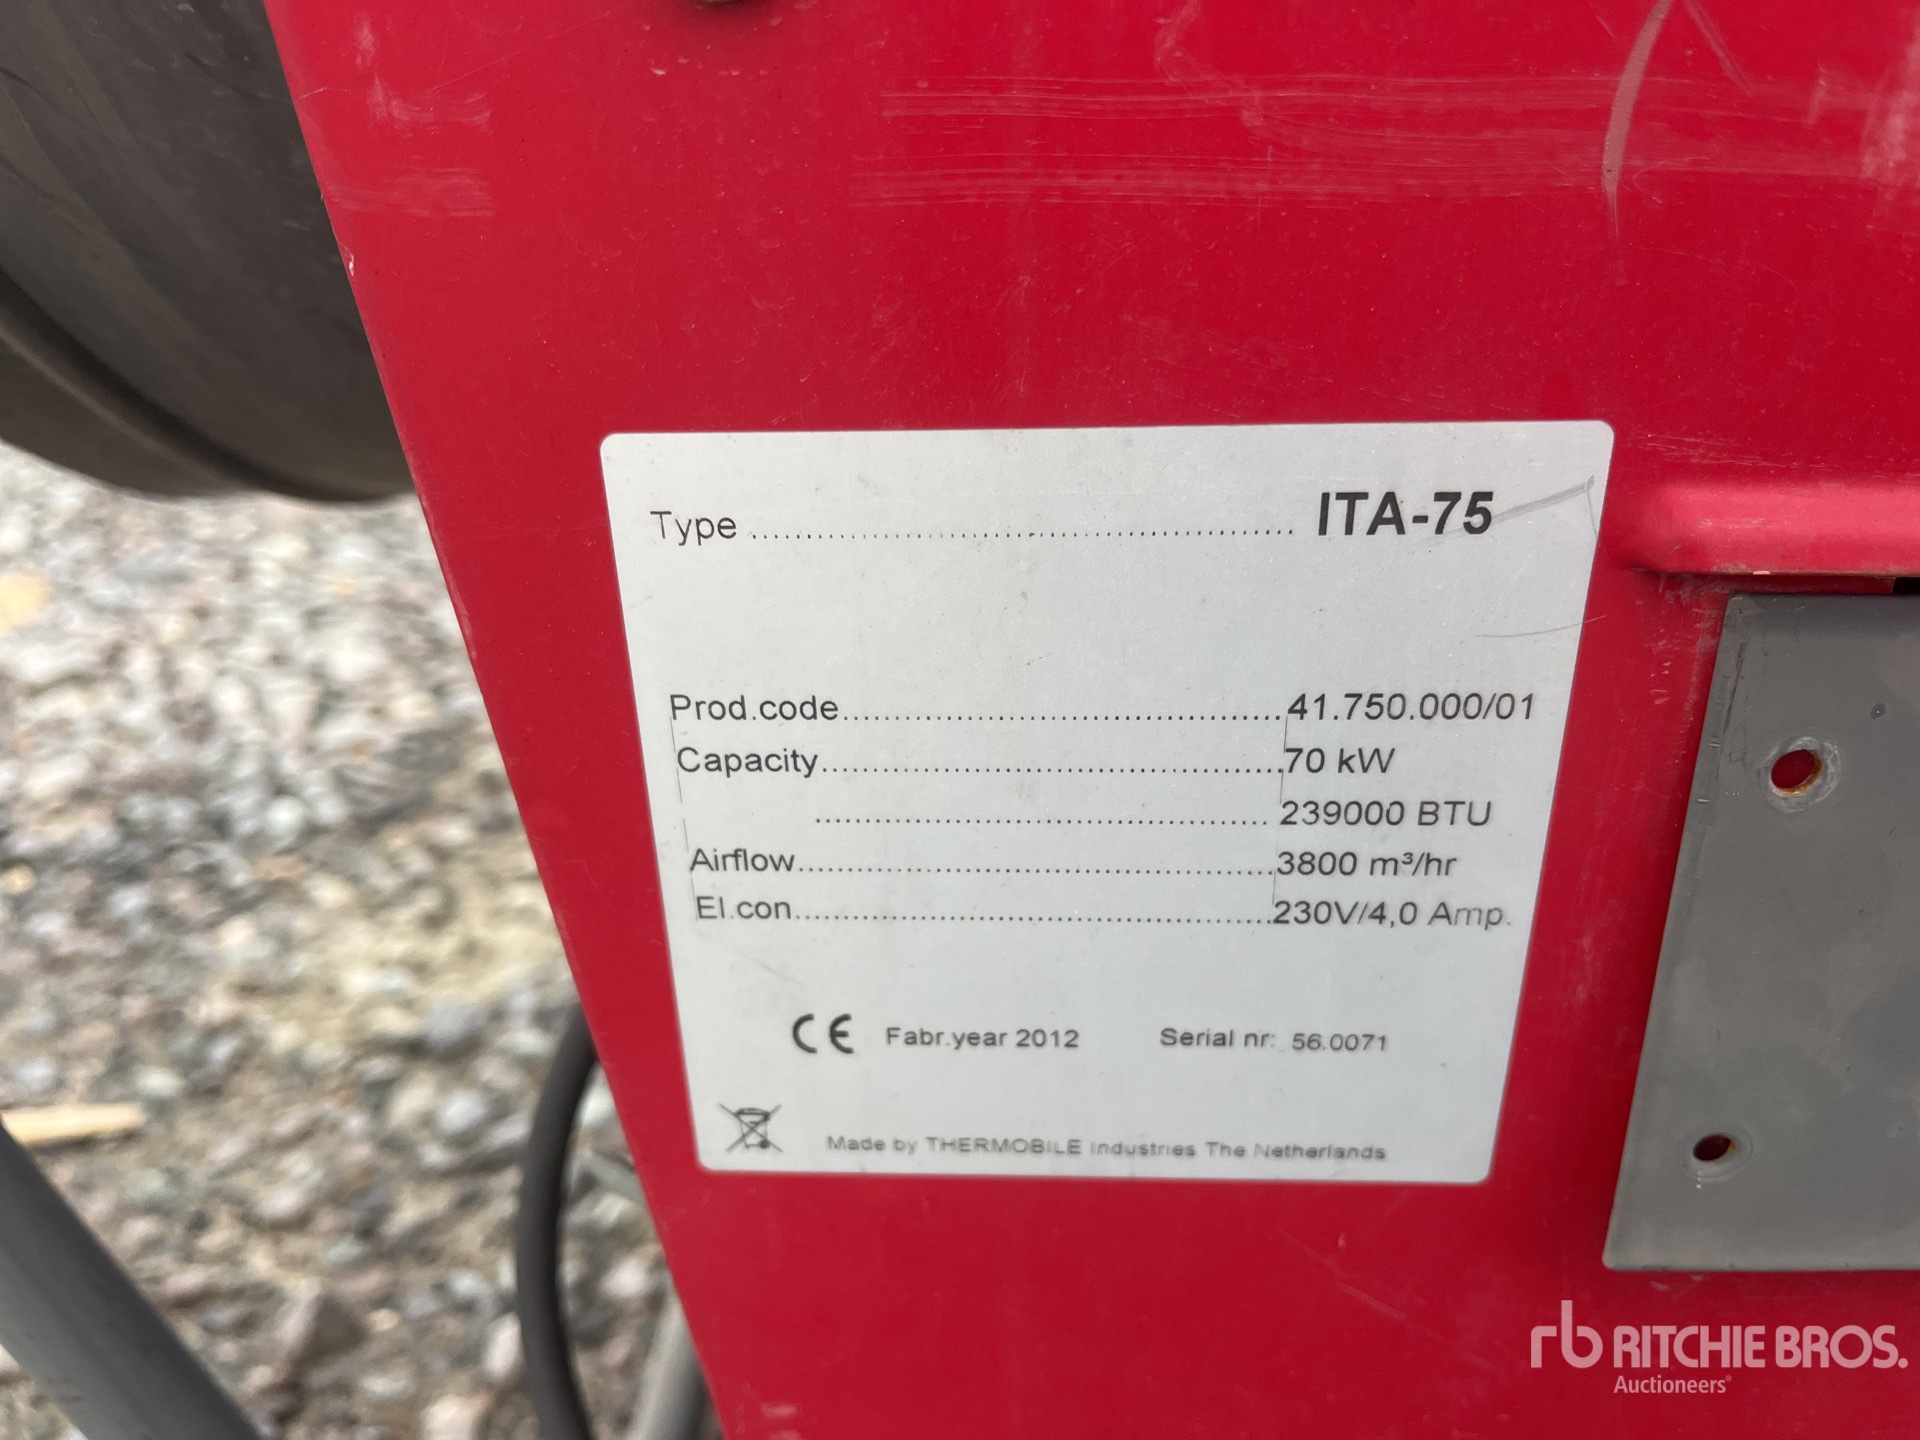 Type ........................................ ITA-75
Prod.code........................................41.750.000/01
Capacity........................................70 kW
........................................ 239000 BTU
Airflow........................................3800 m³/hr
El.con........................................230V/4,0 Amp.
CE Fabr.year 2012 Serial nr: 56.0071
Made by THERMOBILE Industries The Netherlands
rb RITCHIE BROS.
Auctioneers®